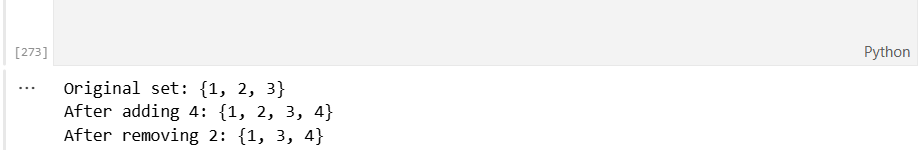 [273]
Python
...
Original set: {1, 2, 3}
After adding 4: {1, 2, 3, 4}
After removing 2: {1, 3, 4}